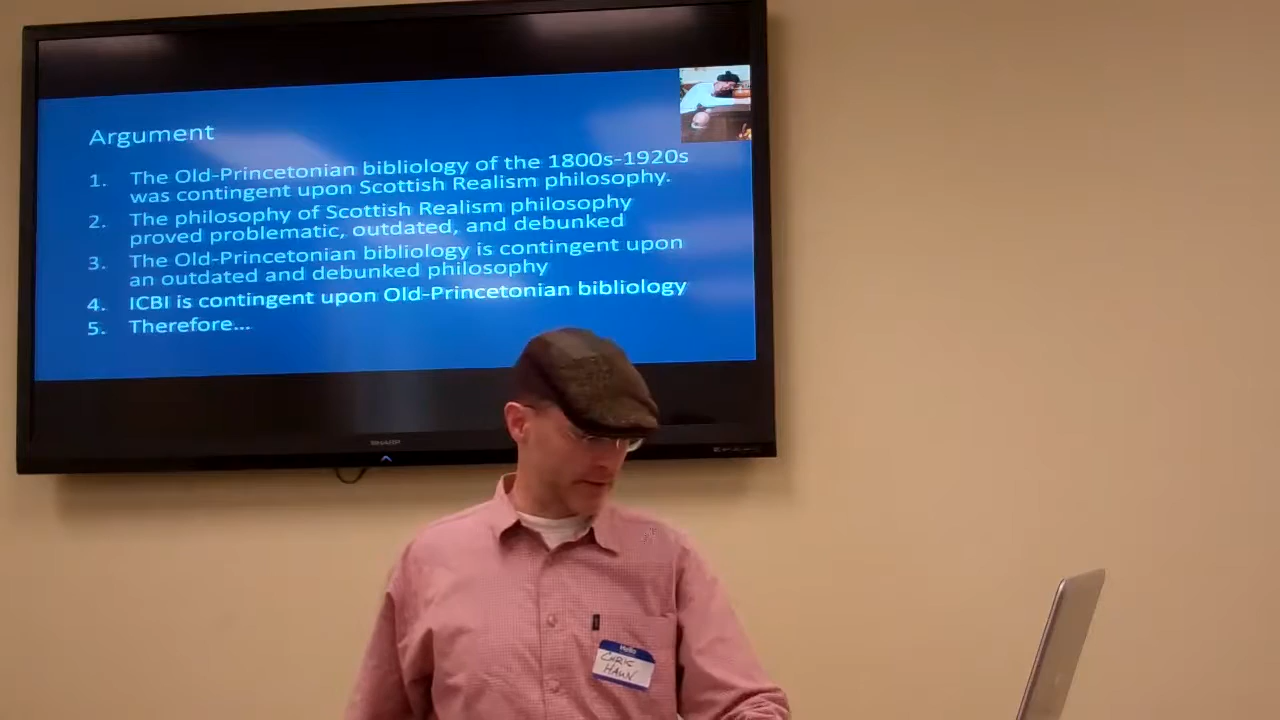 Argument
1. The Old-Princetonian bibliology of the 1800s-1920s
was contingent upon Scottish Realism philosophy.
2. The philosophy of Scottish Realism philosophy
proved problematic, outdated, and debunked
3. The Old-Princetonian bibliology is contingent upon
an outdated and debunked philosophy
4. ICBI is contingent upon Old-Princetonian bibliology
5. Therefore...
SHARP
Hello
CHRIS
HAUN